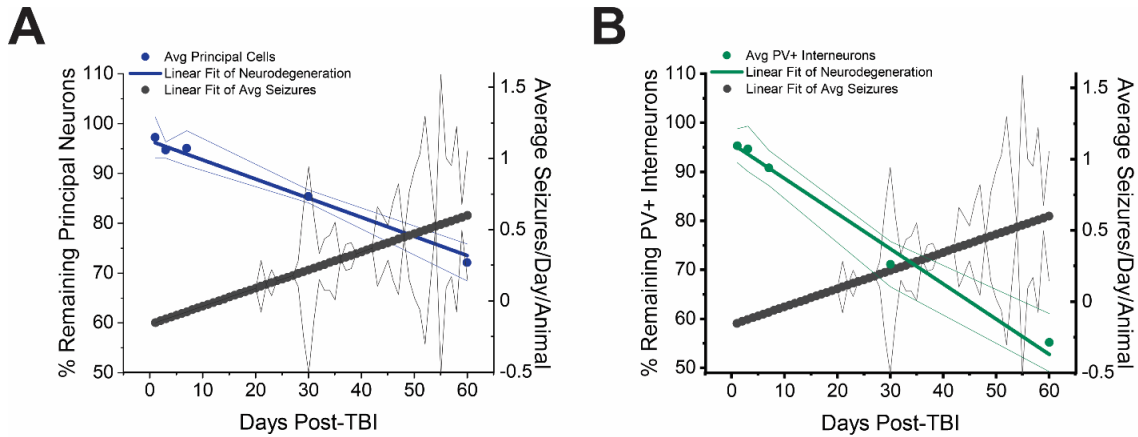 A
Avg Principal Cells
Linear Fit of Neurodegeneration
Linear Fit of Avg Seizures
% Remaining Principal Neurons
110
100
90
80
70
60
50
0 10 20 30 40 50 60
Days Post-TBI
1.5
1
0.5
0
-0.5
Average Seizures/Day/Animal
B
Avg PV+ Interneurons
Linear Fit of Neurodegeneration
Linear Fit of Avg Seizures
% Remaining PV+ Interneurons
110
100
90
80
70
60
50
0 10 20 30 40 50 60
Days Post-TBI
1.5
1
0.5
0
-0.5
Average Seizures/Day/Animal